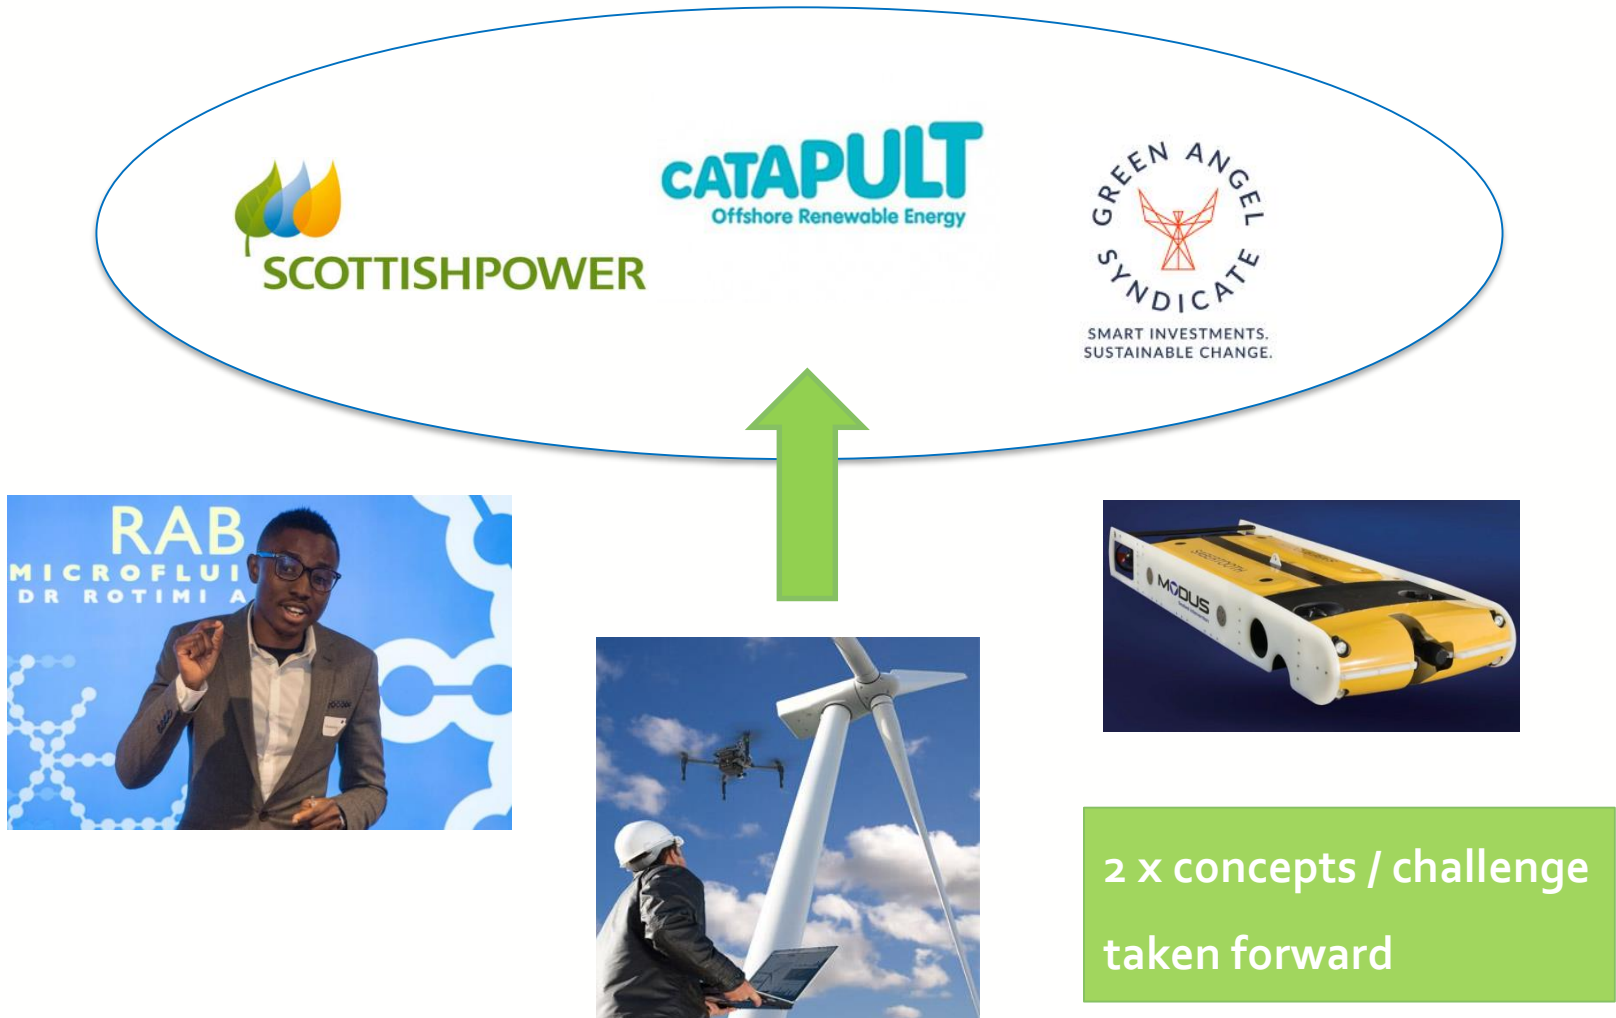 SCOTTISHPOWER
CATAPULT
Offshore Renewable Energy
GREEN ANGEL
SYNDICATE
SMART INVESTMENTS.
SUSTAINABLE CHANGE.
RAB
MICROFLUI
DR ROTIMI A
SABERTOOTH
MODUS
2 x concepts / challenge
taken forward